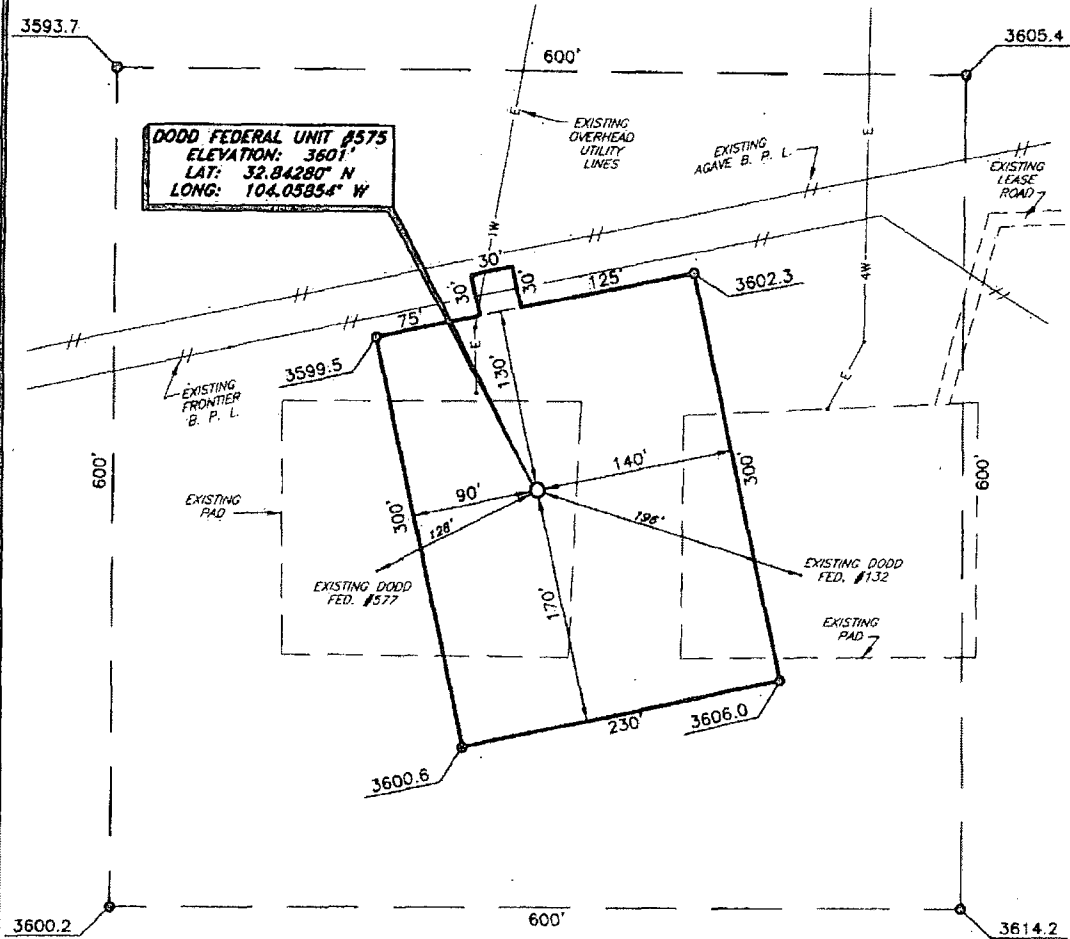 3593.7
3605.4
600'
DODD FEDERAL UNIT #575
ELEVATION: 3601'
LAT: 32.84280° N
LONG: 104.05854° W
E
EXISTING
OVERHEAD
UTILITY
LINES
E
EXISTING
AGAVE B. P. L.
EXISTING
LEASE
ROAD
1W
4W
30'
30'
30'
125'
3602.3
75'
3599.5
E
130'
E
EXISTING
FRONTIER
B. P. L.
600'
600'
EXISTING
PAD
300'
90'
140'
300'
128'
EXISTING DODD
FED. #577
EXISTING DODD
FED. #132
170'
EXISTING
PAD
230'
3606.0
3600.6
3600.2
600'
3614.2